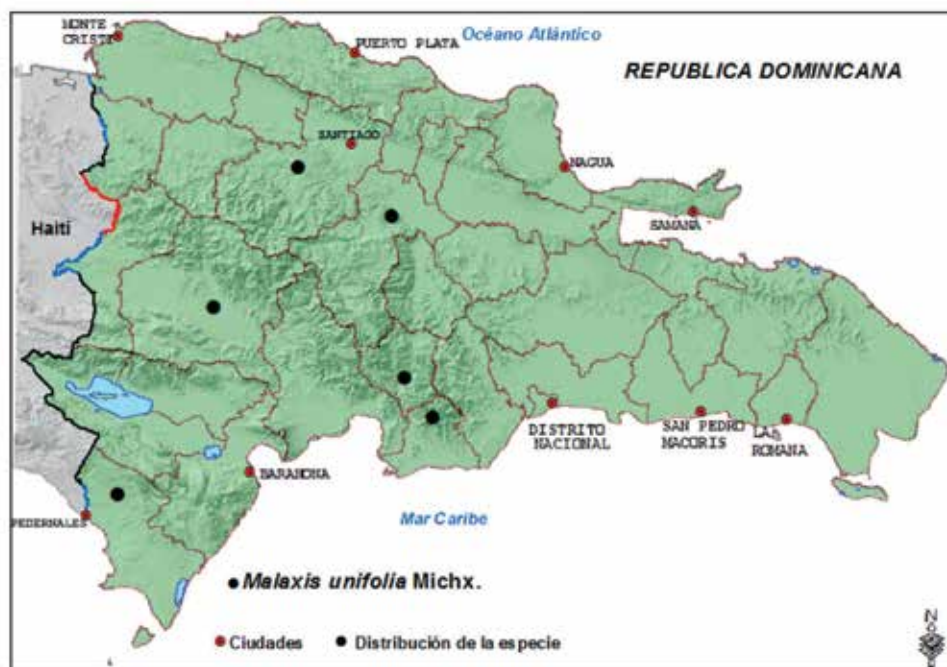 MONTE
CRISTI
Océano Atlántico
PUERTO PLATA
REPUBLICA DOMINICANA
SANTIAGO
NAGUA
SAMANA
Haití
DISTRITO
NACIONAL
SAN PEDRO
MACORIS
LA
ROMANA
BARAHONA
PEDERNALES
Mar Caribe
Malaxis unifolia Michx.
Ciudades
Distribución de la especie
N